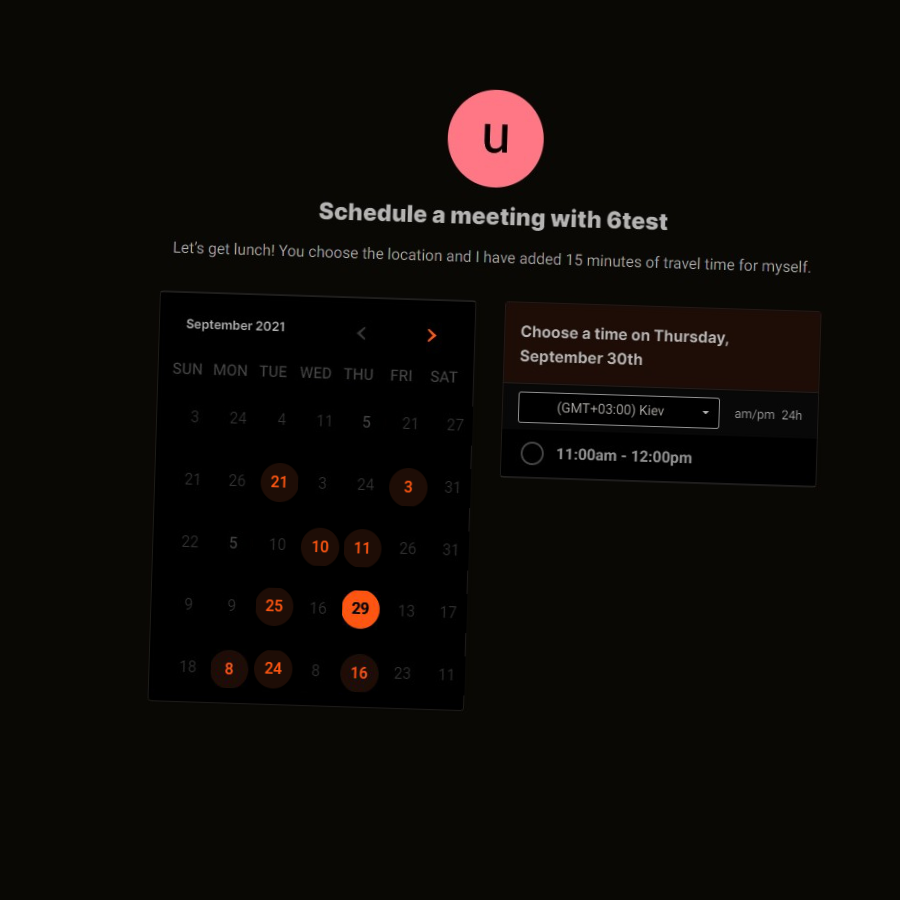 u
Schedule a meeting with 6test
Let's get lunch! You choose the location and I have added 15 minutes of travel time for myself.
September 2021
SUN MON TUE WED THU FRI SAT
3 24 4 11 5 21 27
21 26 21 3 24 3 31
22 5 10 10 11 26 31
9 9 25 16 29 13 17
18 8 24 8 16 23 11
Choose a time on Thursday,
September 30th
(GMT+03:00) Kiev am/pm 24h
11:00am - 12:00pm